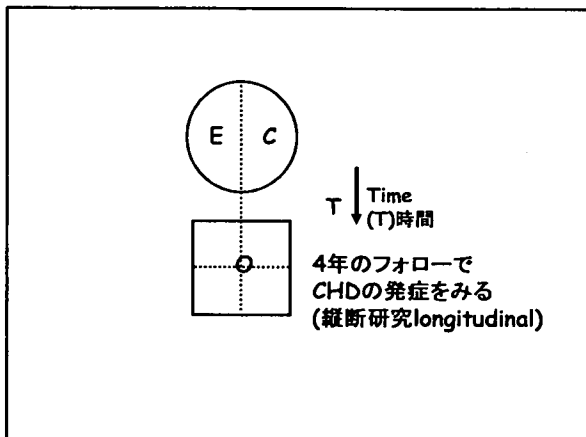 E C
T
Time
(T)時間
O
4年のフォローで
CHDの発症をみる
(縦断研究longitudinal)